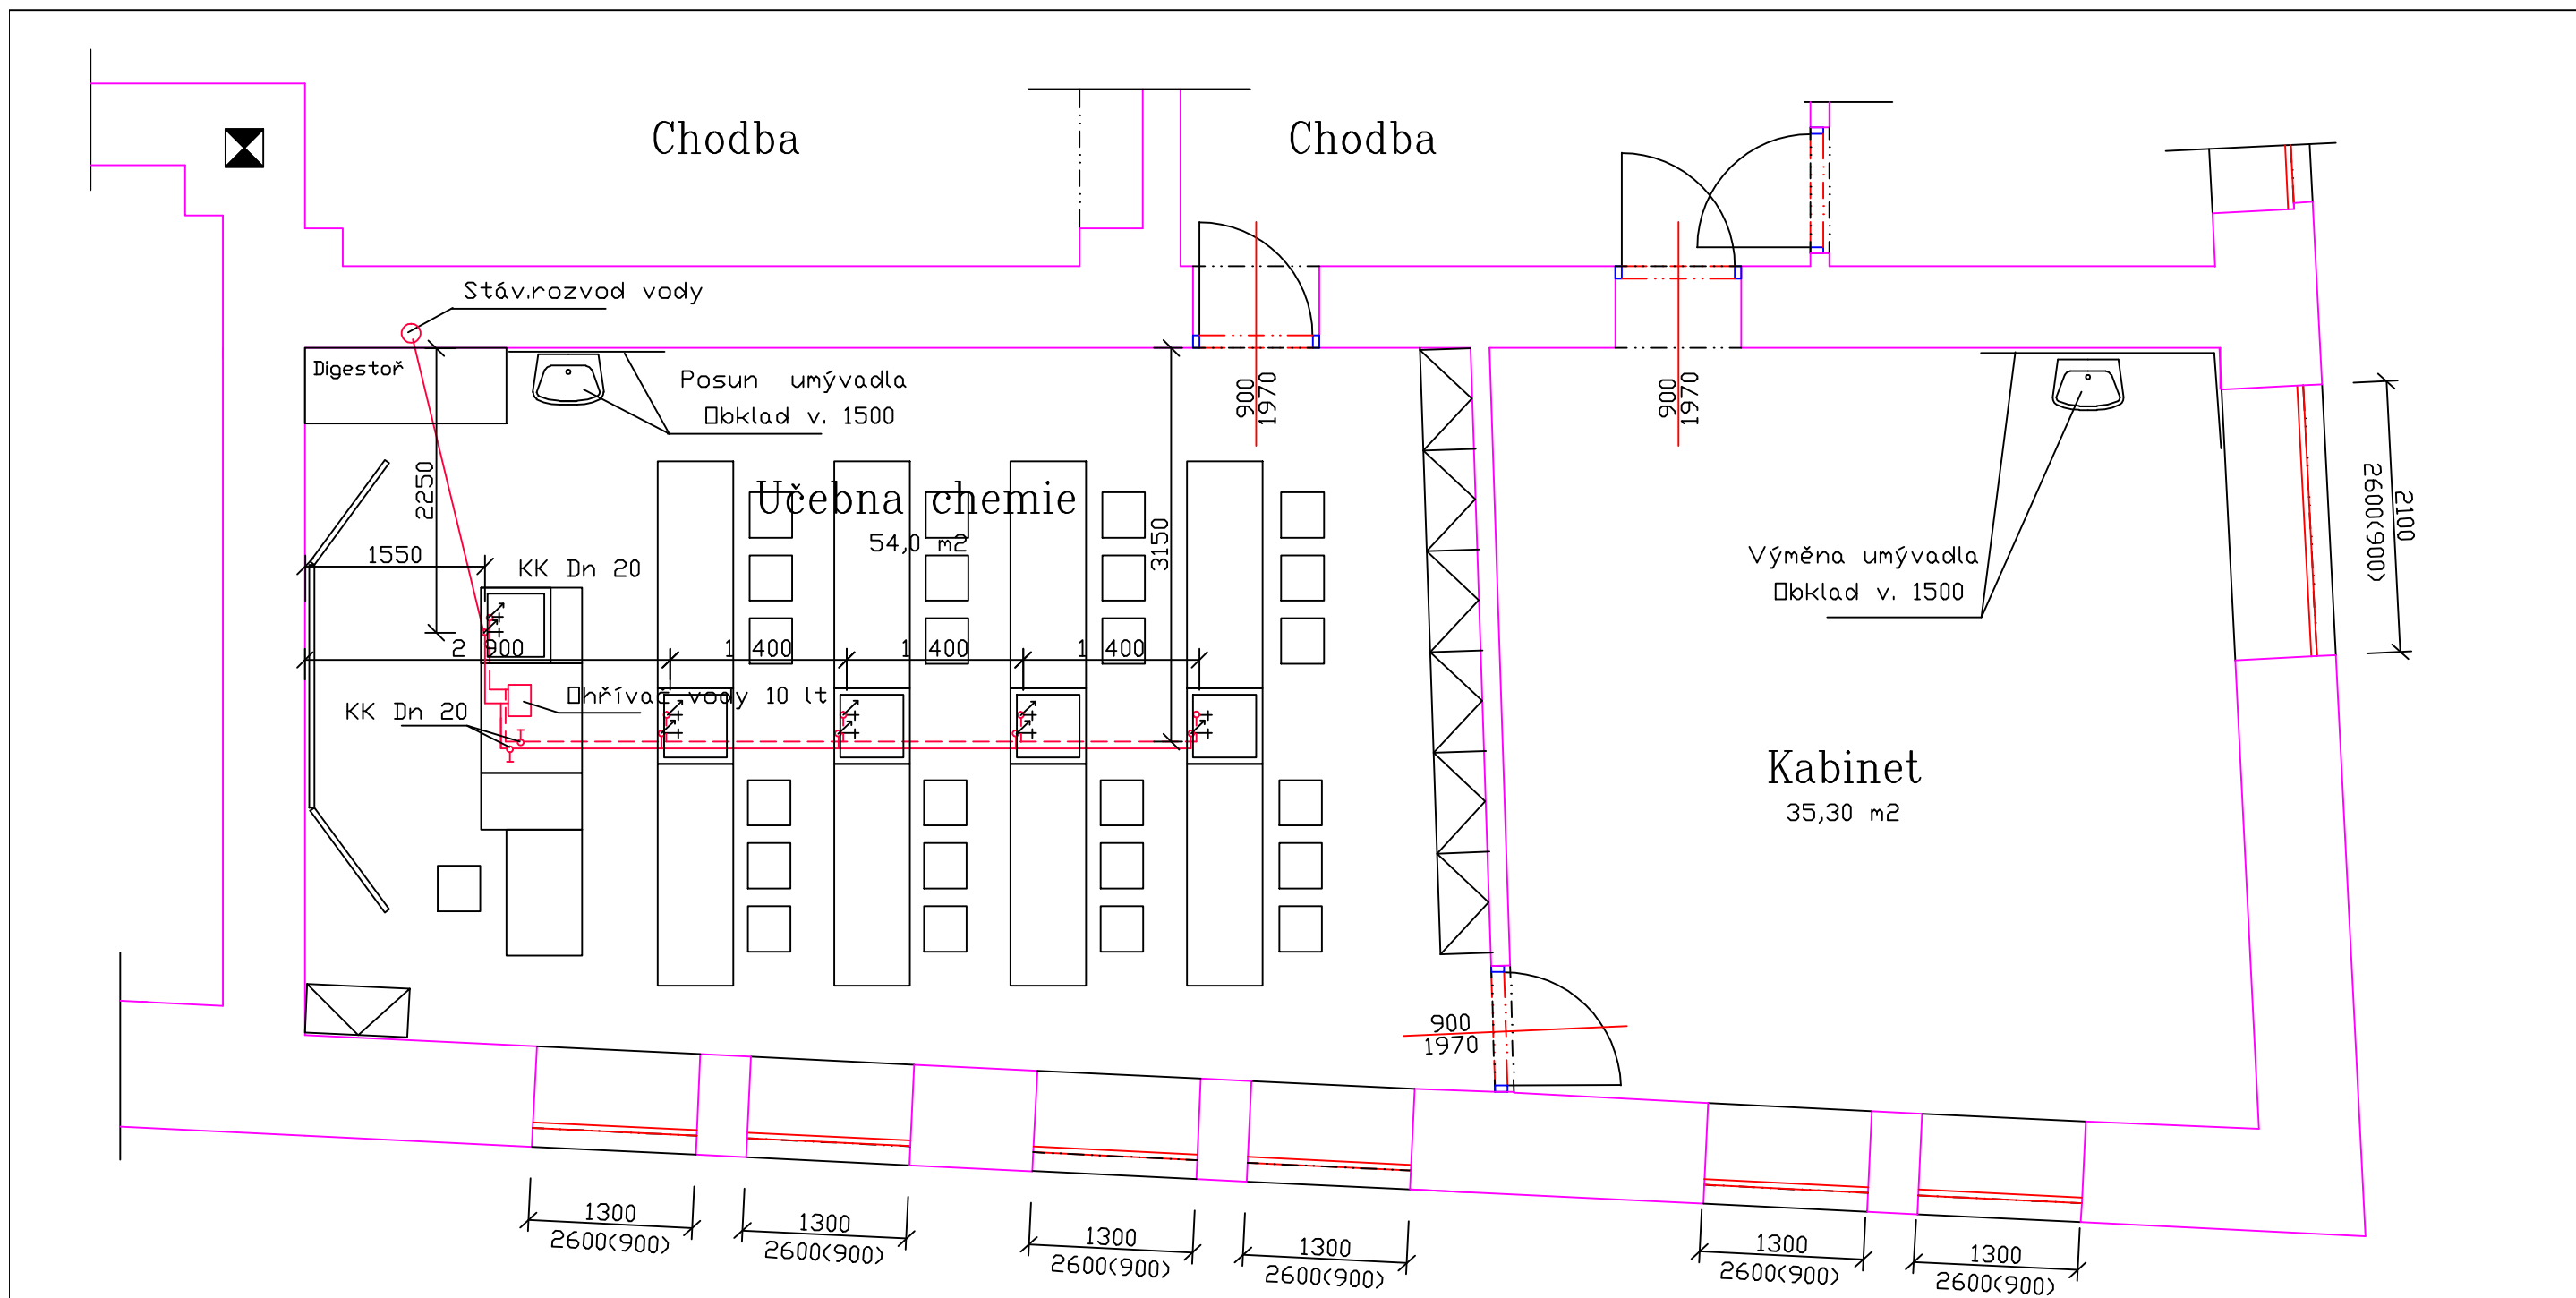 Chodba
Chodba
Stáv.rozvod vody
Digestoř
Posun umývadla
Obklad v. 1500
900
1970
900
1970
2250
Učebna chemie
54,0 m2
3150
2100
2600(900)
1550
KK Dn 20
Výměna umývadla
Obklad v. 1500
2 900
1 400
1 400
1 400
Ohřívač vody 10 lt
KK Dn 20
Kabinet
35,30 m2
900
1970
1300
2600(900)
1300
2600(900)
1300
2600(900)
1300
2600(900)
1300
2600(900)
1300
2600(900)